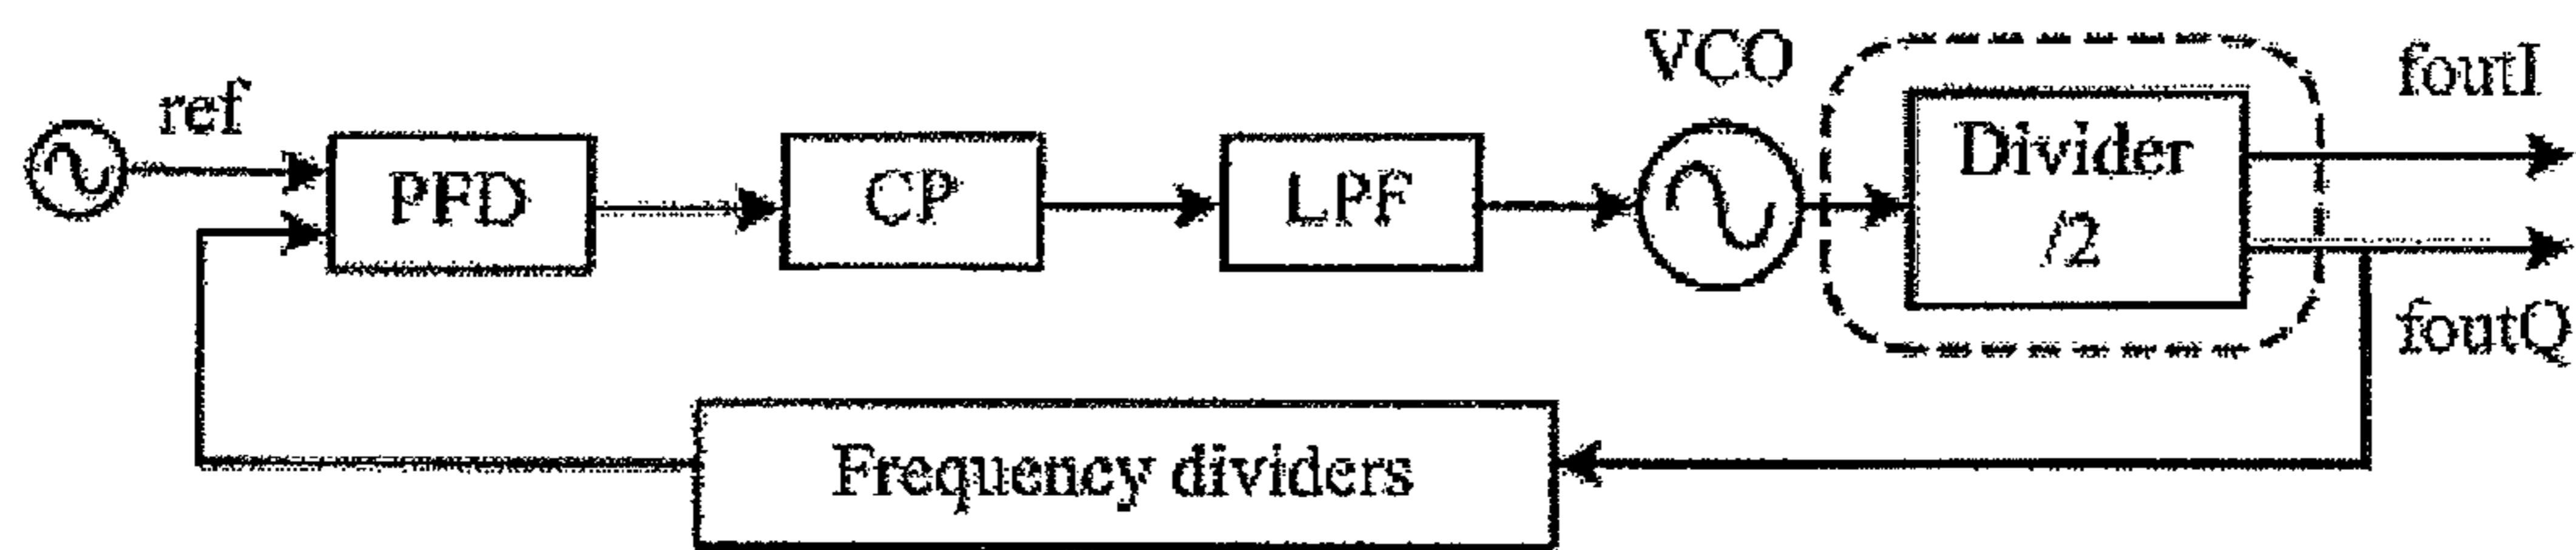 VCO
foutI
ref
Divider
/2
PFD
CP
LPF
foutQ
Frequency dividers